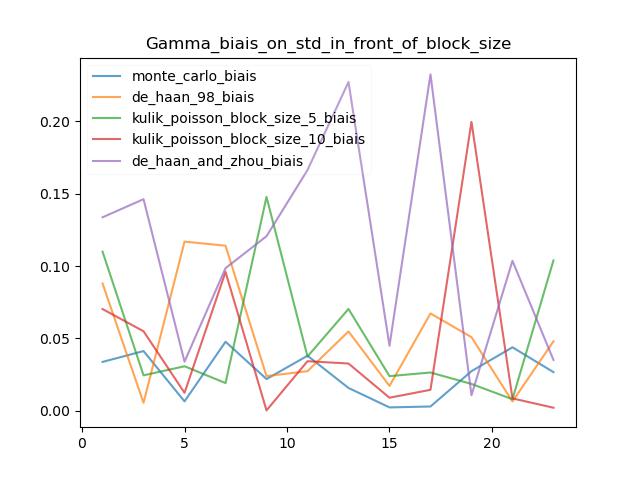 Gamma_biais_on_std_in_front_of_block_size
monte_carlo_biais
de_haan_98_biais
kulik_poisson_block_size_5_biais
kulik_poisson_block_size_10_biais
de_haan_and_zhou_biais
0.20
0.15
0.10
0.05
0.00
0 5 10 15 20